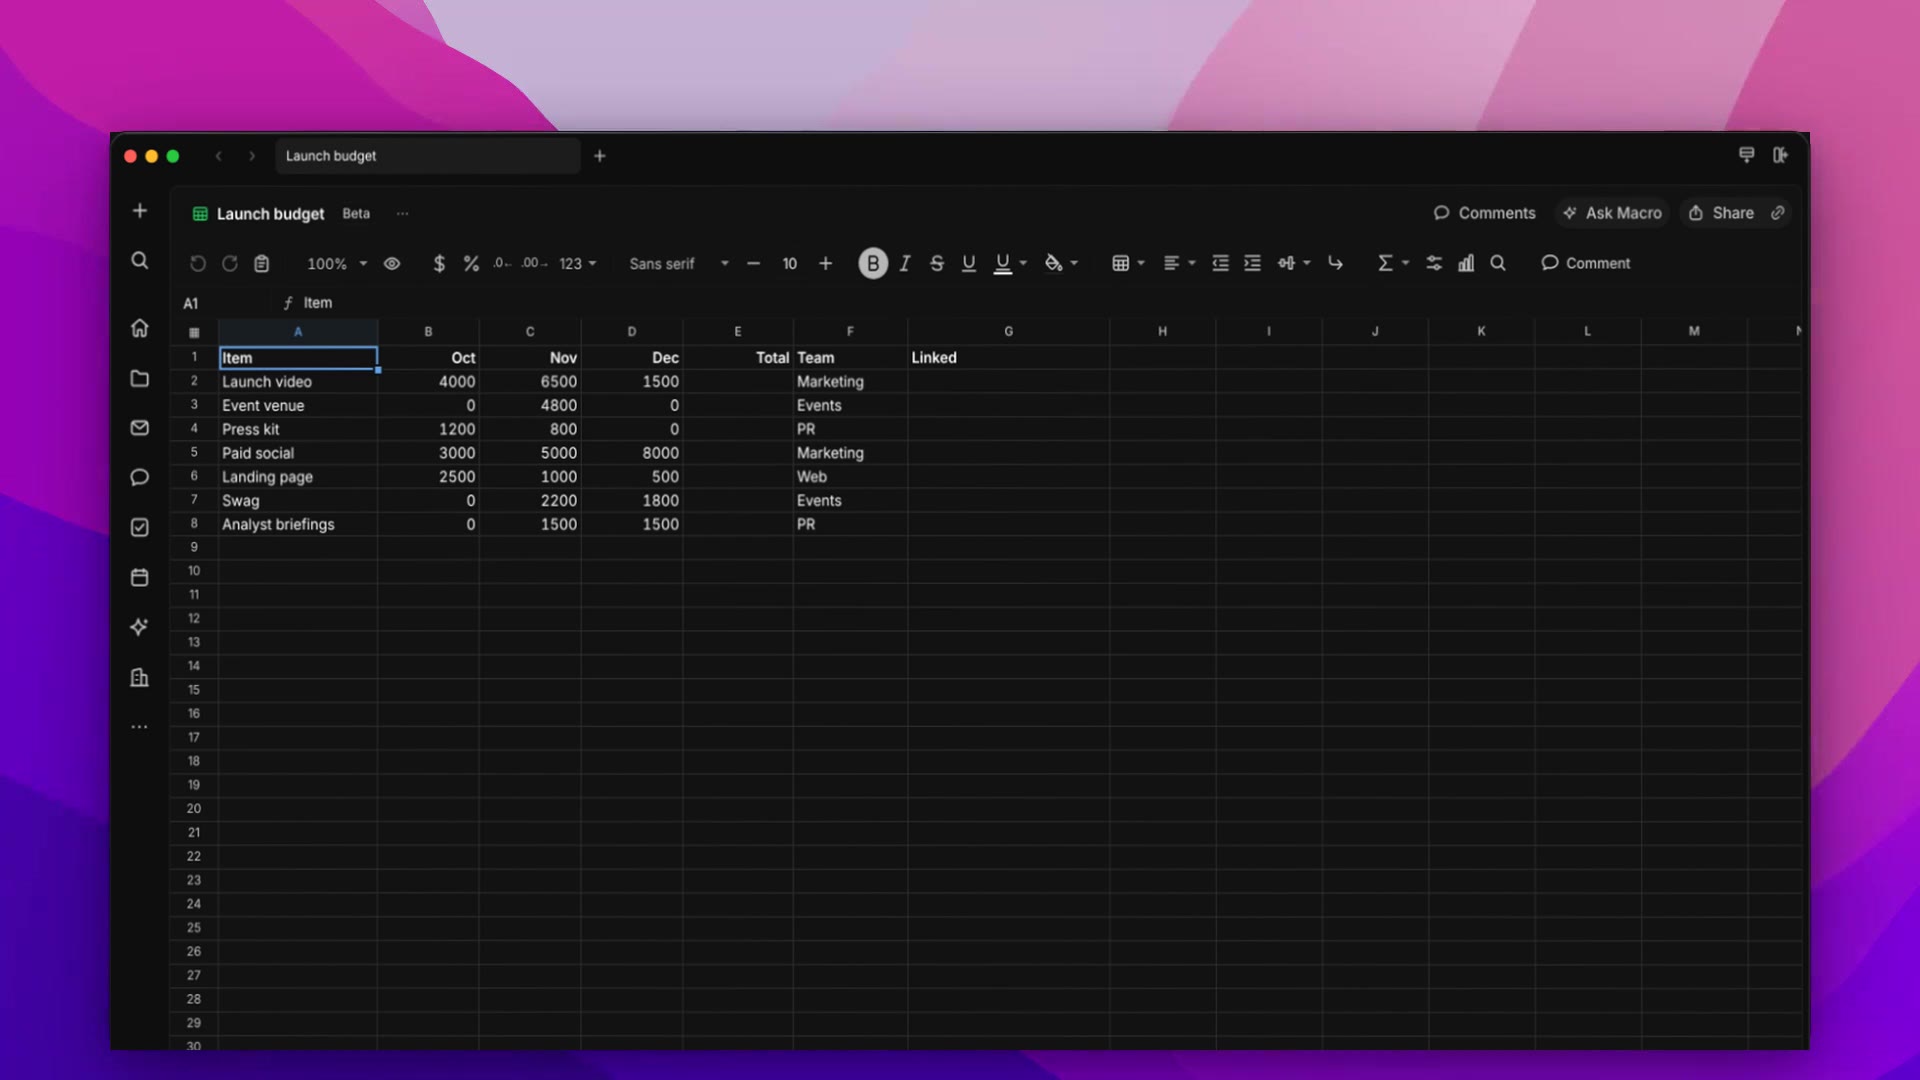 Launch budget
Launch budget Beta ... Comments Ask Macro Share
100% $ % .0 .00 123 Sans serif 10 B I S U U Σ Comment
A1 f Item
A B C D E F G H I J K L M N
1 Item Oct Nov Dec Total Team Linked
2 Launch video 4000 6500 1500 Marketing
3 Event venue 0 4800 0 Events
4 Press kit 1200 800 0 PR
5 Paid social 3000 5000 8000 Marketing
6 Landing page 2500 1000 500 Web
7 Swag 0 2200 1800 Events
8 Analyst briefings 0 1500 1500 PR
9
10
11
12
13
14
15
16
17
18
19
20
21
22
23
24
25
26
27
28
29
30